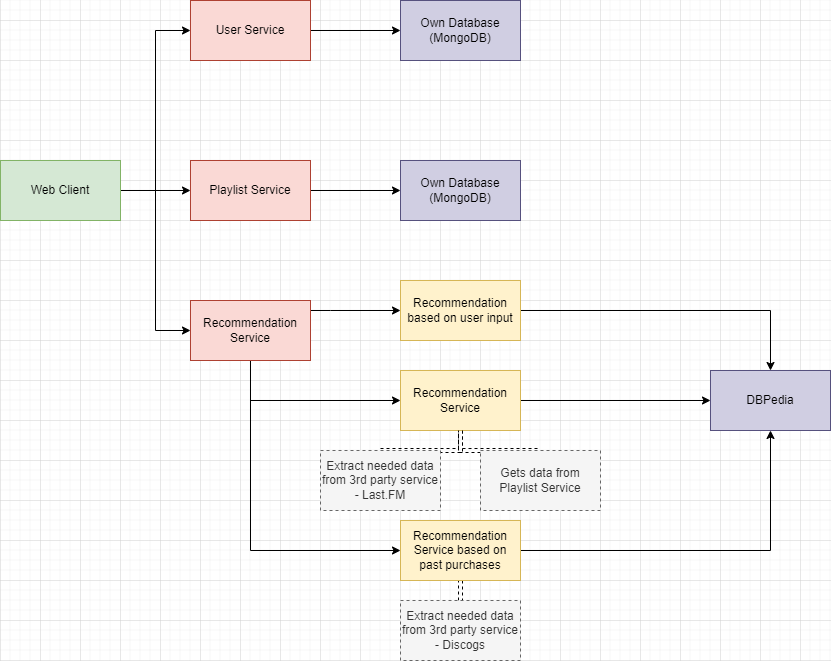 User Service
Own Database
(MongoDB)
Web Client
Playlist Service
Own Database
(MongoDB)
Recommendation
Service
Recommendation
based on user input
Recommendation
Service
DBPedia
Extract needed data
from 3rd party service
- Last.FM
Gets data from
Playlist Service
Recommendation
Service based on
past purchases
Extract needed data
from 3rd party service
- Discogs